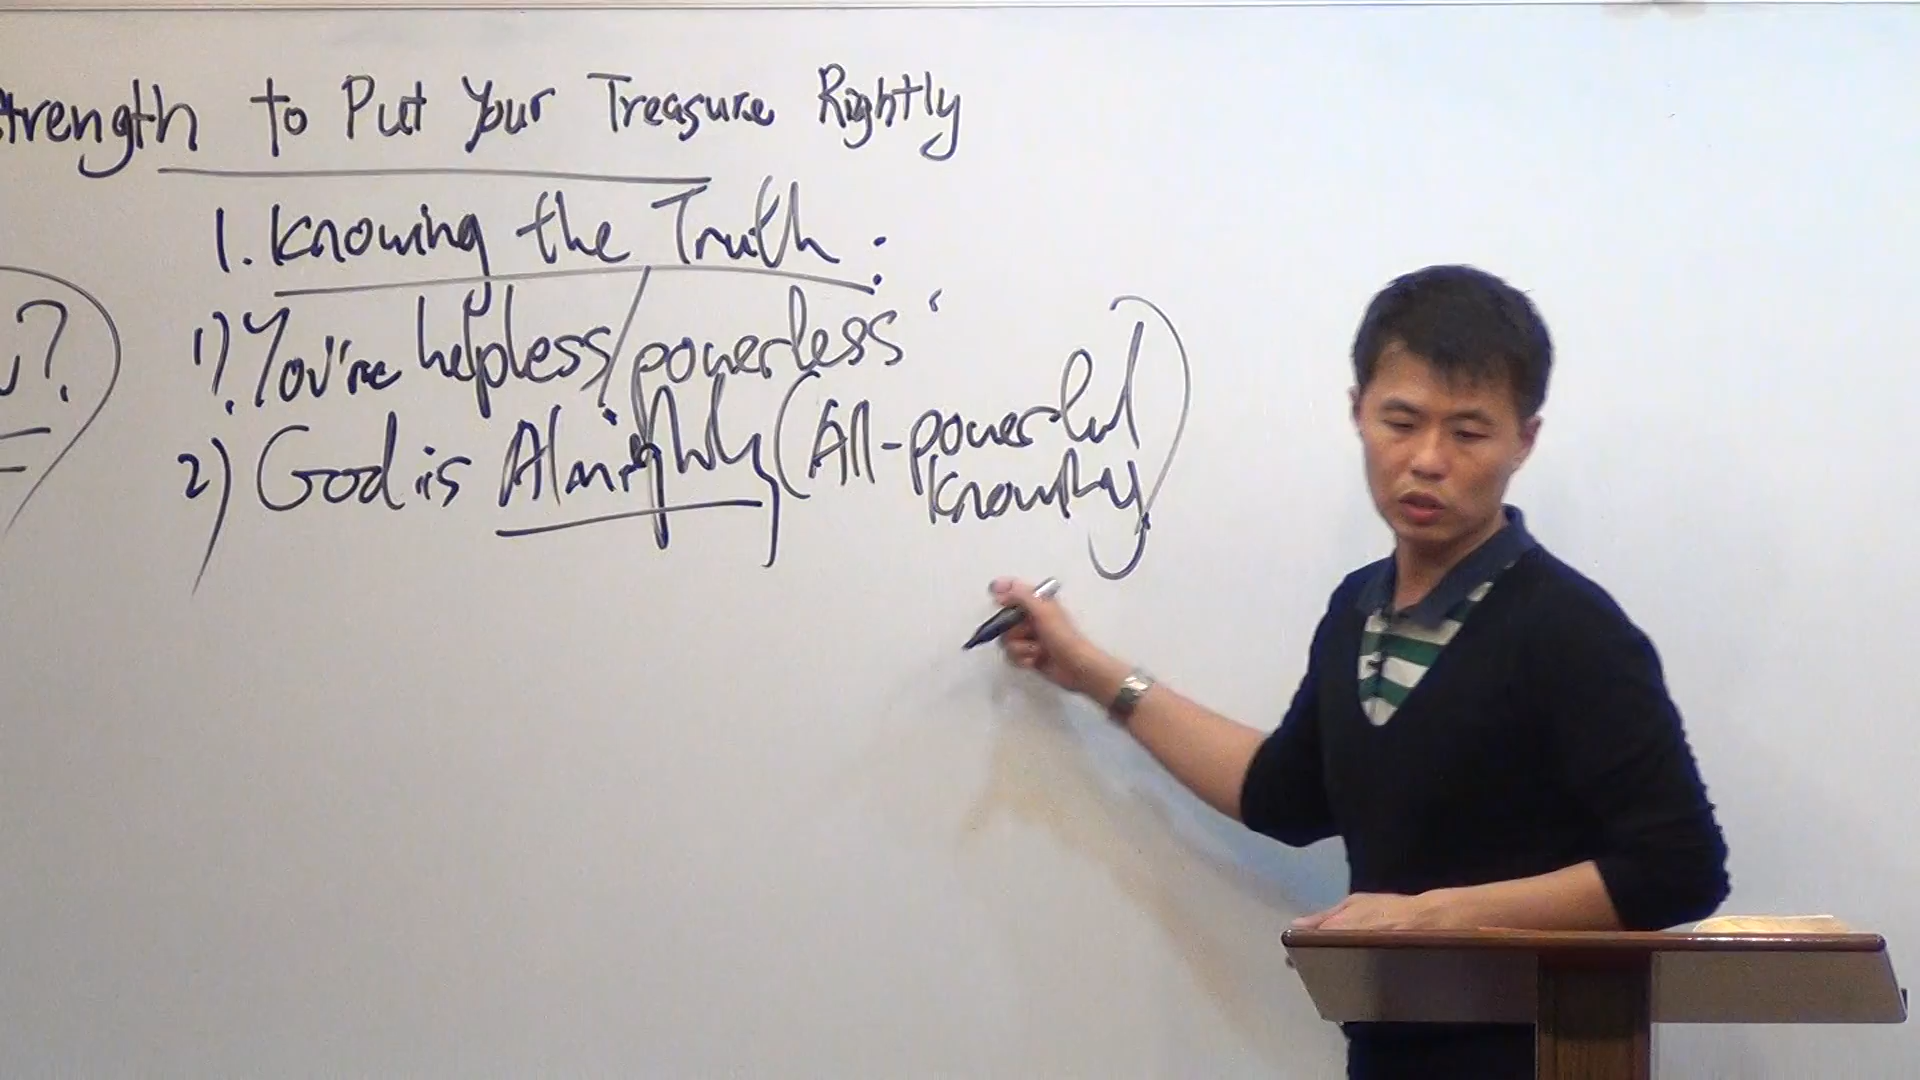 Strength to Put Your Treasure Rightly
1. Knowing the Truth:
1). You're helpless/powerless
2) God is Almighty (All-powerful
knowing)
?